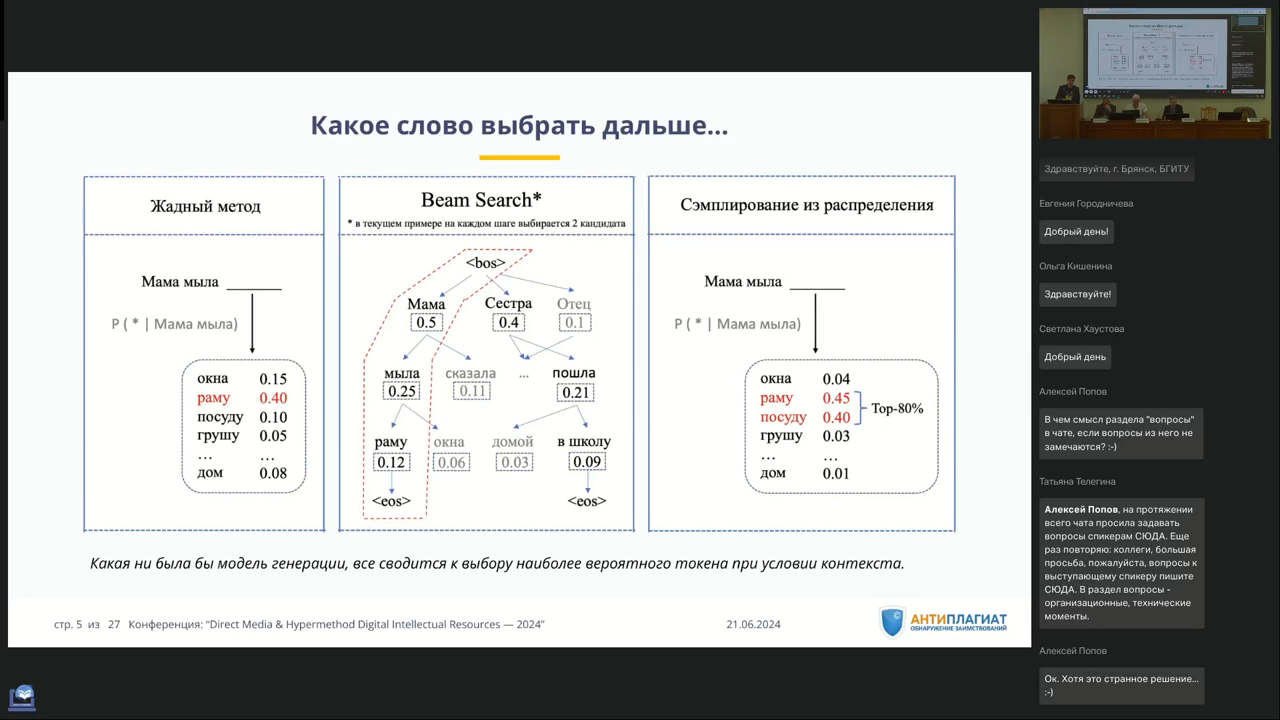 Какое слово выбрать дальше...
Жадный метод
Мама мыла ______
P ( * | Мама мыла)
окна 0.15
раму 0.40
посуду 0.10
грушу 0.05
... ...
дом 0.08
Beam Search*
* в текущем примере на каждом шаге выбирается 2 кандидата
<bos>
Мама Сестра Отец
0.5 0.4 0.1
мыла сказала ... пошла
0.25 0.11 0.21
раму окна домой в школу
0.12 0.06 0.03 0.09
<eos> <eos>
Сэмплирование из распределения
Мама мыла ______
P ( * | Мама мыла)
окна 0.04
раму 0.45
посуду 0.40
Top-80%
грушу 0.03
... ...
дом 0.01
Какая ни была бы модель генерации, все сводится к выбору наиболее вероятного токена при условии контекста.
стр. 5 из 27 Конференция: “Direct Media & Hypermethod Digital Intellectual Resources — 2024” 21.06.2024
АНТИПЛАГИАТ
ОБНАРУЖЕНИЕ ЗАИМСТВОВАНИЙ
Здравствуйте, г. Брянск, БГИТУ
Евгения Городничева
Добрый день!
Ольга Кишенина
Здравствуйте!
Светлана Хаустова
Добрый день
Алексей Попов
В чем смысл раздела "вопросы"
в чате, если вопросы из него не
замечаются? :-)
Татьяна Телегина
Алексей Попов, на протяжении
всего чата просила задавать
вопросы спикерам СЮДА. Еще
раз повторяю: коллеги, большая
просьба, пожалуйста, вопросы к
выступающему спикеру пишите
СЮДА. В раздел вопросы -
организационные, технические
моменты.
Алексей Попов
Ок. Хотя это странное решение...
:-)